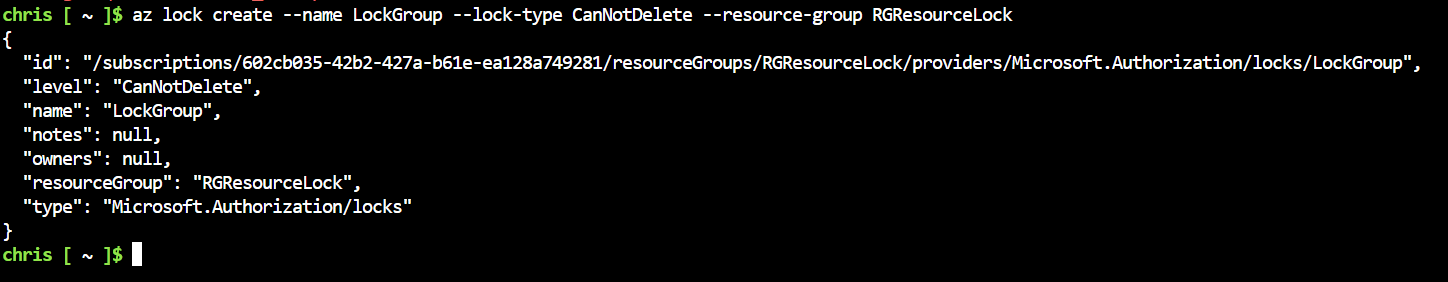 chris [ ~ ]$ az lock create --name LockGroup --lock-type CanNotDelete --resource-group RGResourceLock
{
  "id": "/subscriptions/602cb035-42b2-427a-b61e-ea128a749281/resourceGroups/RGResourceLock/providers/Microsoft.Authorization/locks/LockGroup",
  "level": "CanNotDelete",
  "name": "LockGroup",
  "notes": null,
  "owners": null,
  "resourceGroup": "RGResourceLock",
  "type": "Microsoft.Authorization/locks"
}
chris [ ~ ]$